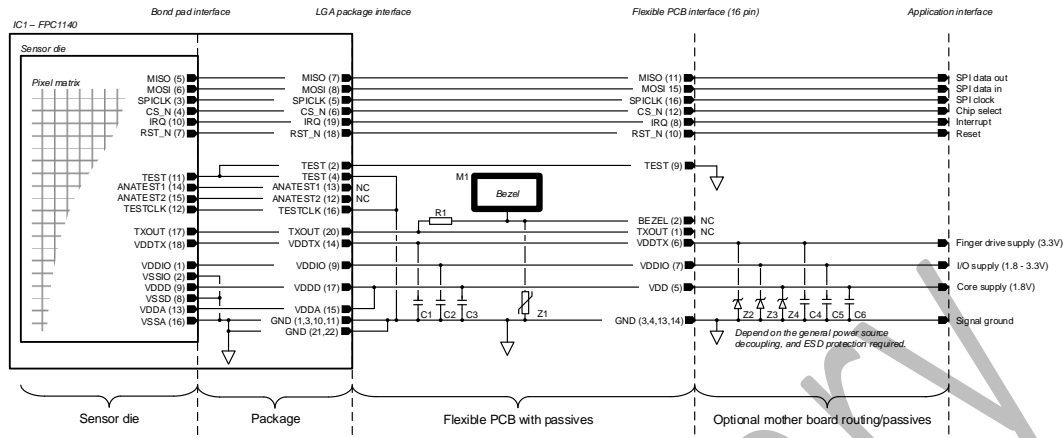 Bond pad interface
LGA package interface
Flexible PCB interface (16 pin)
Application interface
IC1 – FPC1140
Sensor die
Pixel matrix
MISO (5)
MISO (7)
MISO (11)
SPI data out
MOSI (6)
MOSI (8)
MOSI 15)
SPI data in
SPICLK (3)
SPICLK (5)
SPICLK (16)
SPI clock
CS_N (4)
CS_N (6)
CS_N (12)
Chip select
IRQ (10)
IRQ (19)
IRQ (8)
Interrupt
RST_N (7)
RST_N (18)
RST_N (10)
Reset
TEST (2)
TEST (9)
TEST (11)
TEST (4)
M1
ANATEST1 (14)
ANATEST1 (13)
NC
Bezel
ANATEST2 (15)
ANATEST2 (12)
NC
TESTCLK (12)
TESTCLK (16)
R1
BEZEL (2)
NC
TXOUT (17)
TXOUT (20)
TXOUT (1)
NC
VDDTX (18)
VDDTX (14)
VDDTX (6)
Finger drive supply (3.3V)
VDDIO (1)
VDDIO (9)
VDDIO (7)
I/O supply (1.8 - 3.3V)
VSSIO (2)
VDDD (9)
VDDD (17)
VDD (5)
Core supply (1.8V)
VSSD (8)
VDDA (13)
VDDA (15)
C1
C2
C3
Z1
Z2
Z3
Z4
C4
C5
C6
VSSA (16)
GND (1,3,10,11)
GND (3,4,13,14)
Signal ground
GND (21,22)
Depend on the general power source
decoupling, and ESD protection required.
Sensor die
Package
Flexible PCB with passives
Optional mother board routing/passives